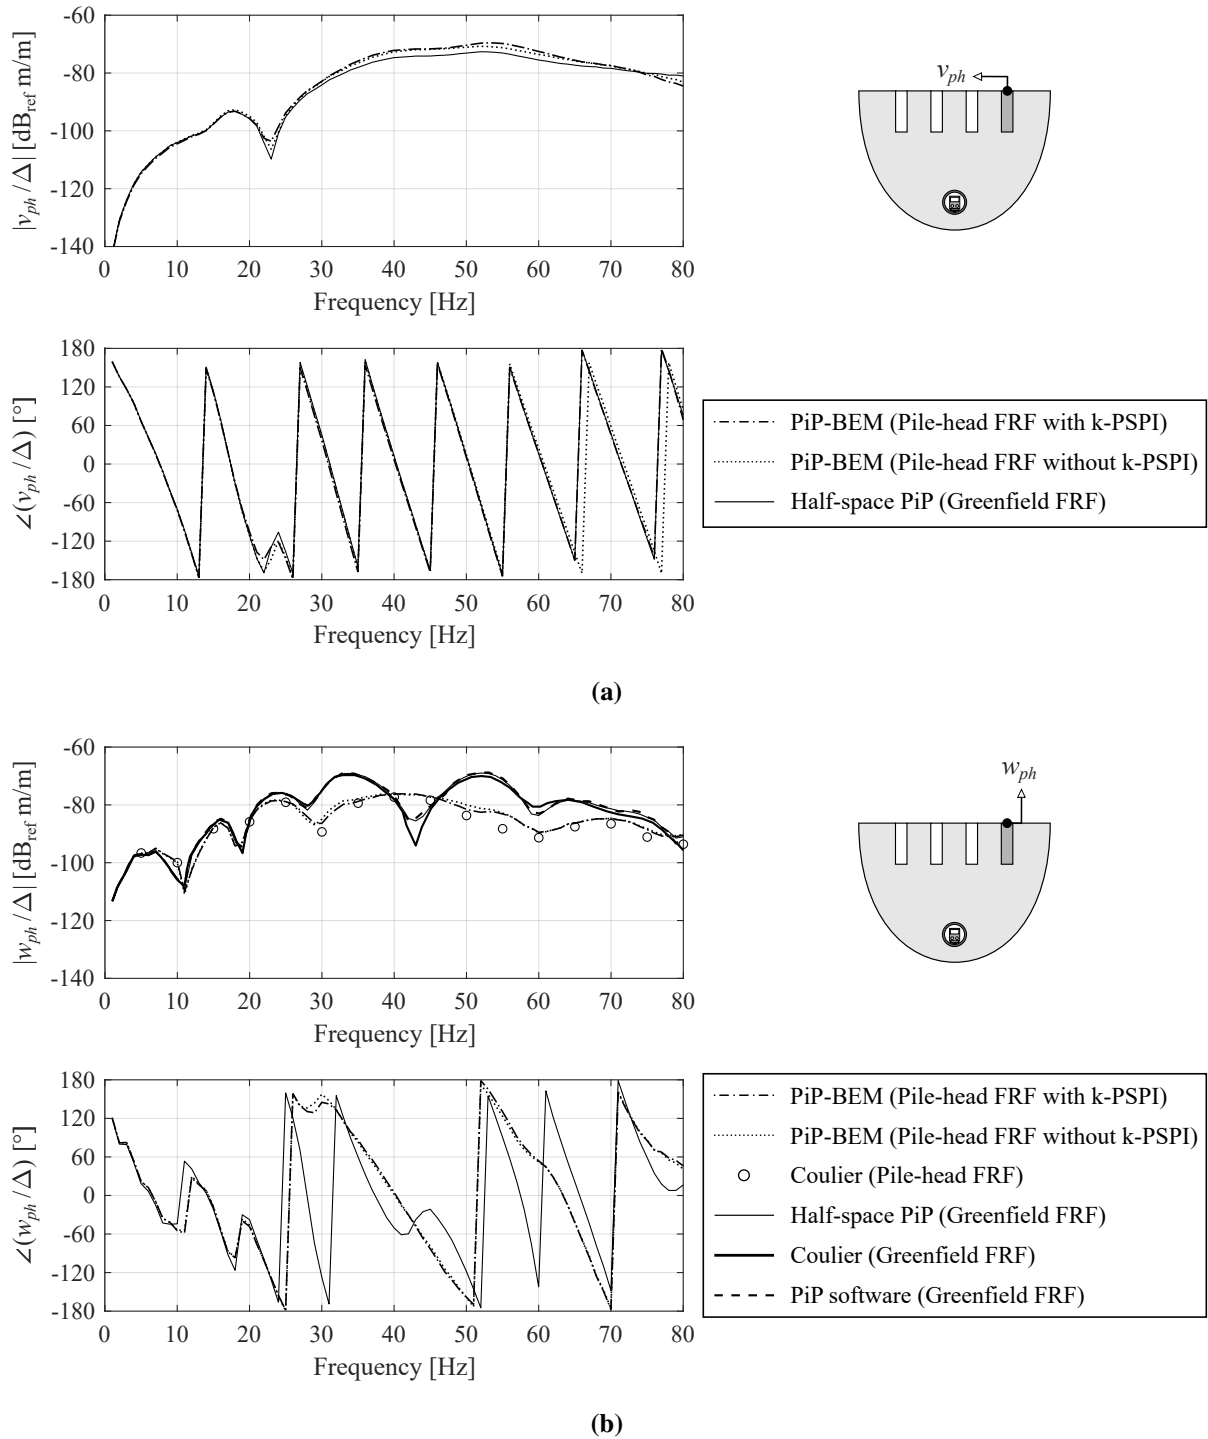 |v_ph /Δ| [dB_ref m/m]
-60
-80
-100
-120
-140
0 10 20 30 40 50 60 70 80
Frequency [Hz]
v_ph
∠(v_ph /Δ) [°]
180
120
60
0
-60
-120
-180
0 10 20 30 40 50 60 70 80
Frequency [Hz]
PiP-BEM (Pile-head FRF with k-PSPI)
PiP-BEM (Pile-head FRF without k-PSPI)
Half-space PiP (Greenfield FRF)
(a)
|w_ph /Δ| [dB_ref m/m]
-60
-80
-100
-120
-140
0 10 20 30 40 50 60 70 80
Frequency [Hz]
w_ph
∠(w_ph /Δ) [°]
180
120
60
0
-60
-120
-180
0 10 20 30 40 50 60 70 80
Frequency [Hz]
PiP-BEM (Pile-head FRF with k-PSPI)
PiP-BEM (Pile-head FRF without k-PSPI)
Coulier (Pile-head FRF)
Half-space PiP (Greenfield FRF)
Coulier (Greenfield FRF)
PiP software (Greenfield FRF)
(b)